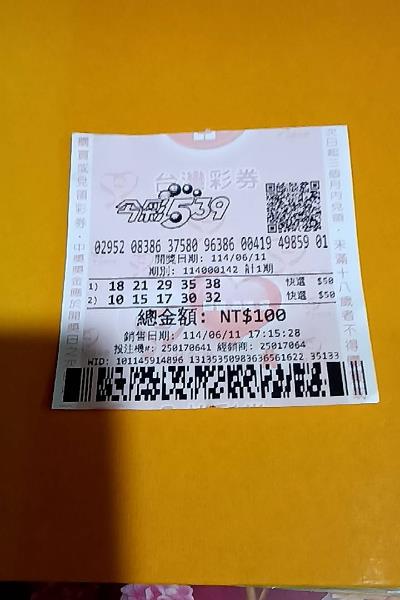 台灣彩券
今彩539
02952 08386 37580 96386 00419 49859 01
開獎日期: 114/06/11
期別: 114000142 計1期
1) 18 21 29 35 38 快選 $50
2) 10 15 17 30 32 快選 $50
總金額: NT$100
銷售日期: 114/06/11 17:15:28
投注機#: 250170641 經銷商: 25017064
WID: 101145914896 13135350983636561622 35133